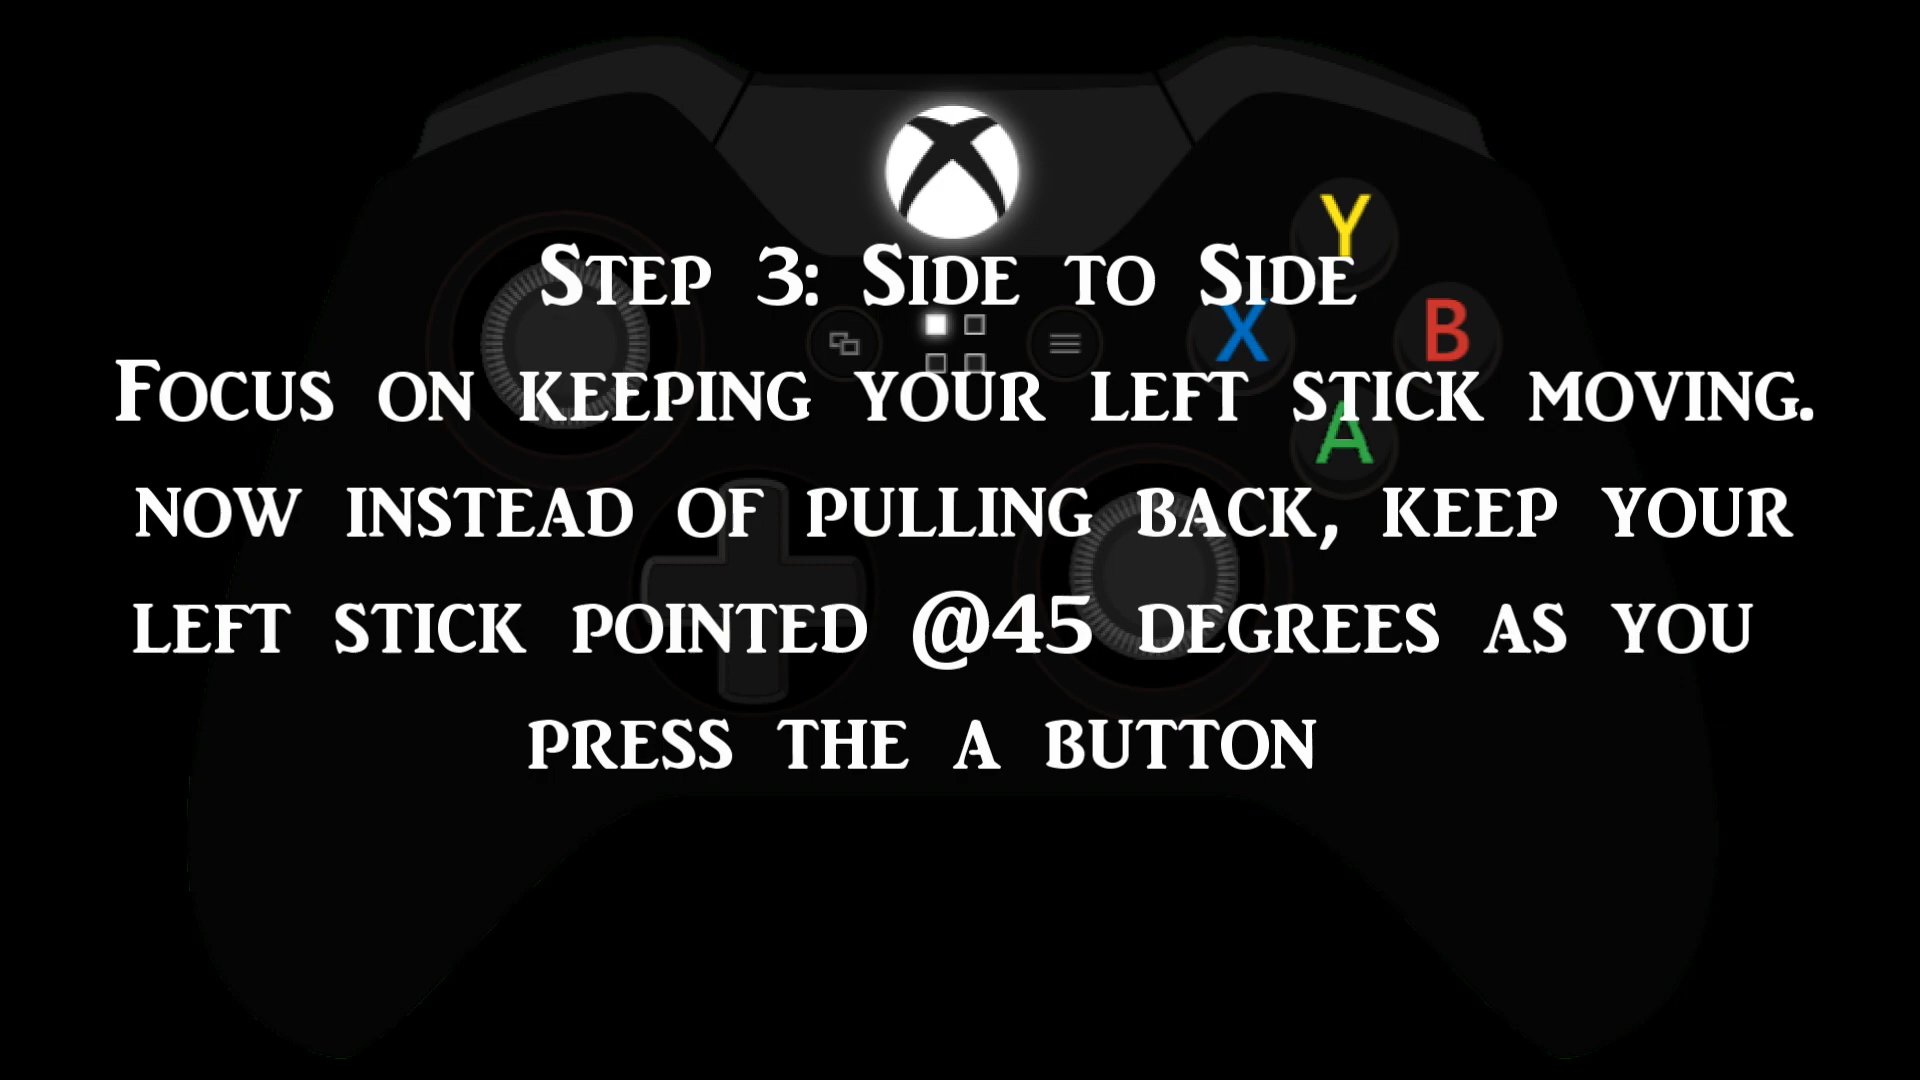 Y
Step 3: Side to Side
X B
Focus on keeping your left stick moving.
A
now instead of pulling back, keep your
left stick pointed @45 degrees as you
press the A button